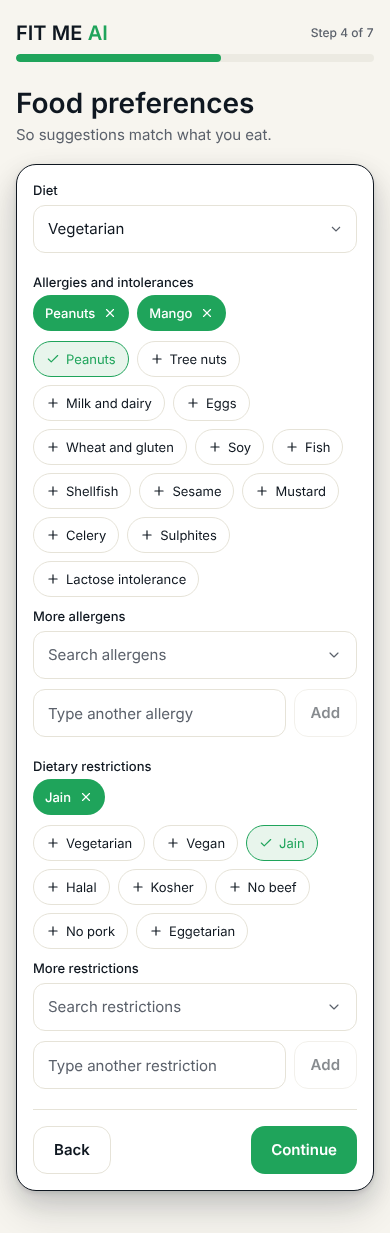 FIT ME AI
Step 4 of 7
Food preferences
So suggestions match what you eat.
Diet
Vegetarian
Allergies and intolerances
Peanuts × Mango ×
✓ Peanuts + Tree nuts
+ Milk and dairy + Eggs
+ Wheat and gluten + Soy + Fish
+ Shellfish + Sesame + Mustard
+ Celery + Sulphites
+ Lactose intolerance
More allergens
Search allergens
Type another allergy Add
Dietary restrictions
Jain ×
+ Vegetarian + Vegan ✓ Jain
+ Halal + Kosher + No beef
+ No pork + Eggetarian
More restrictions
Search restrictions
Type another restriction Add
Back Continue